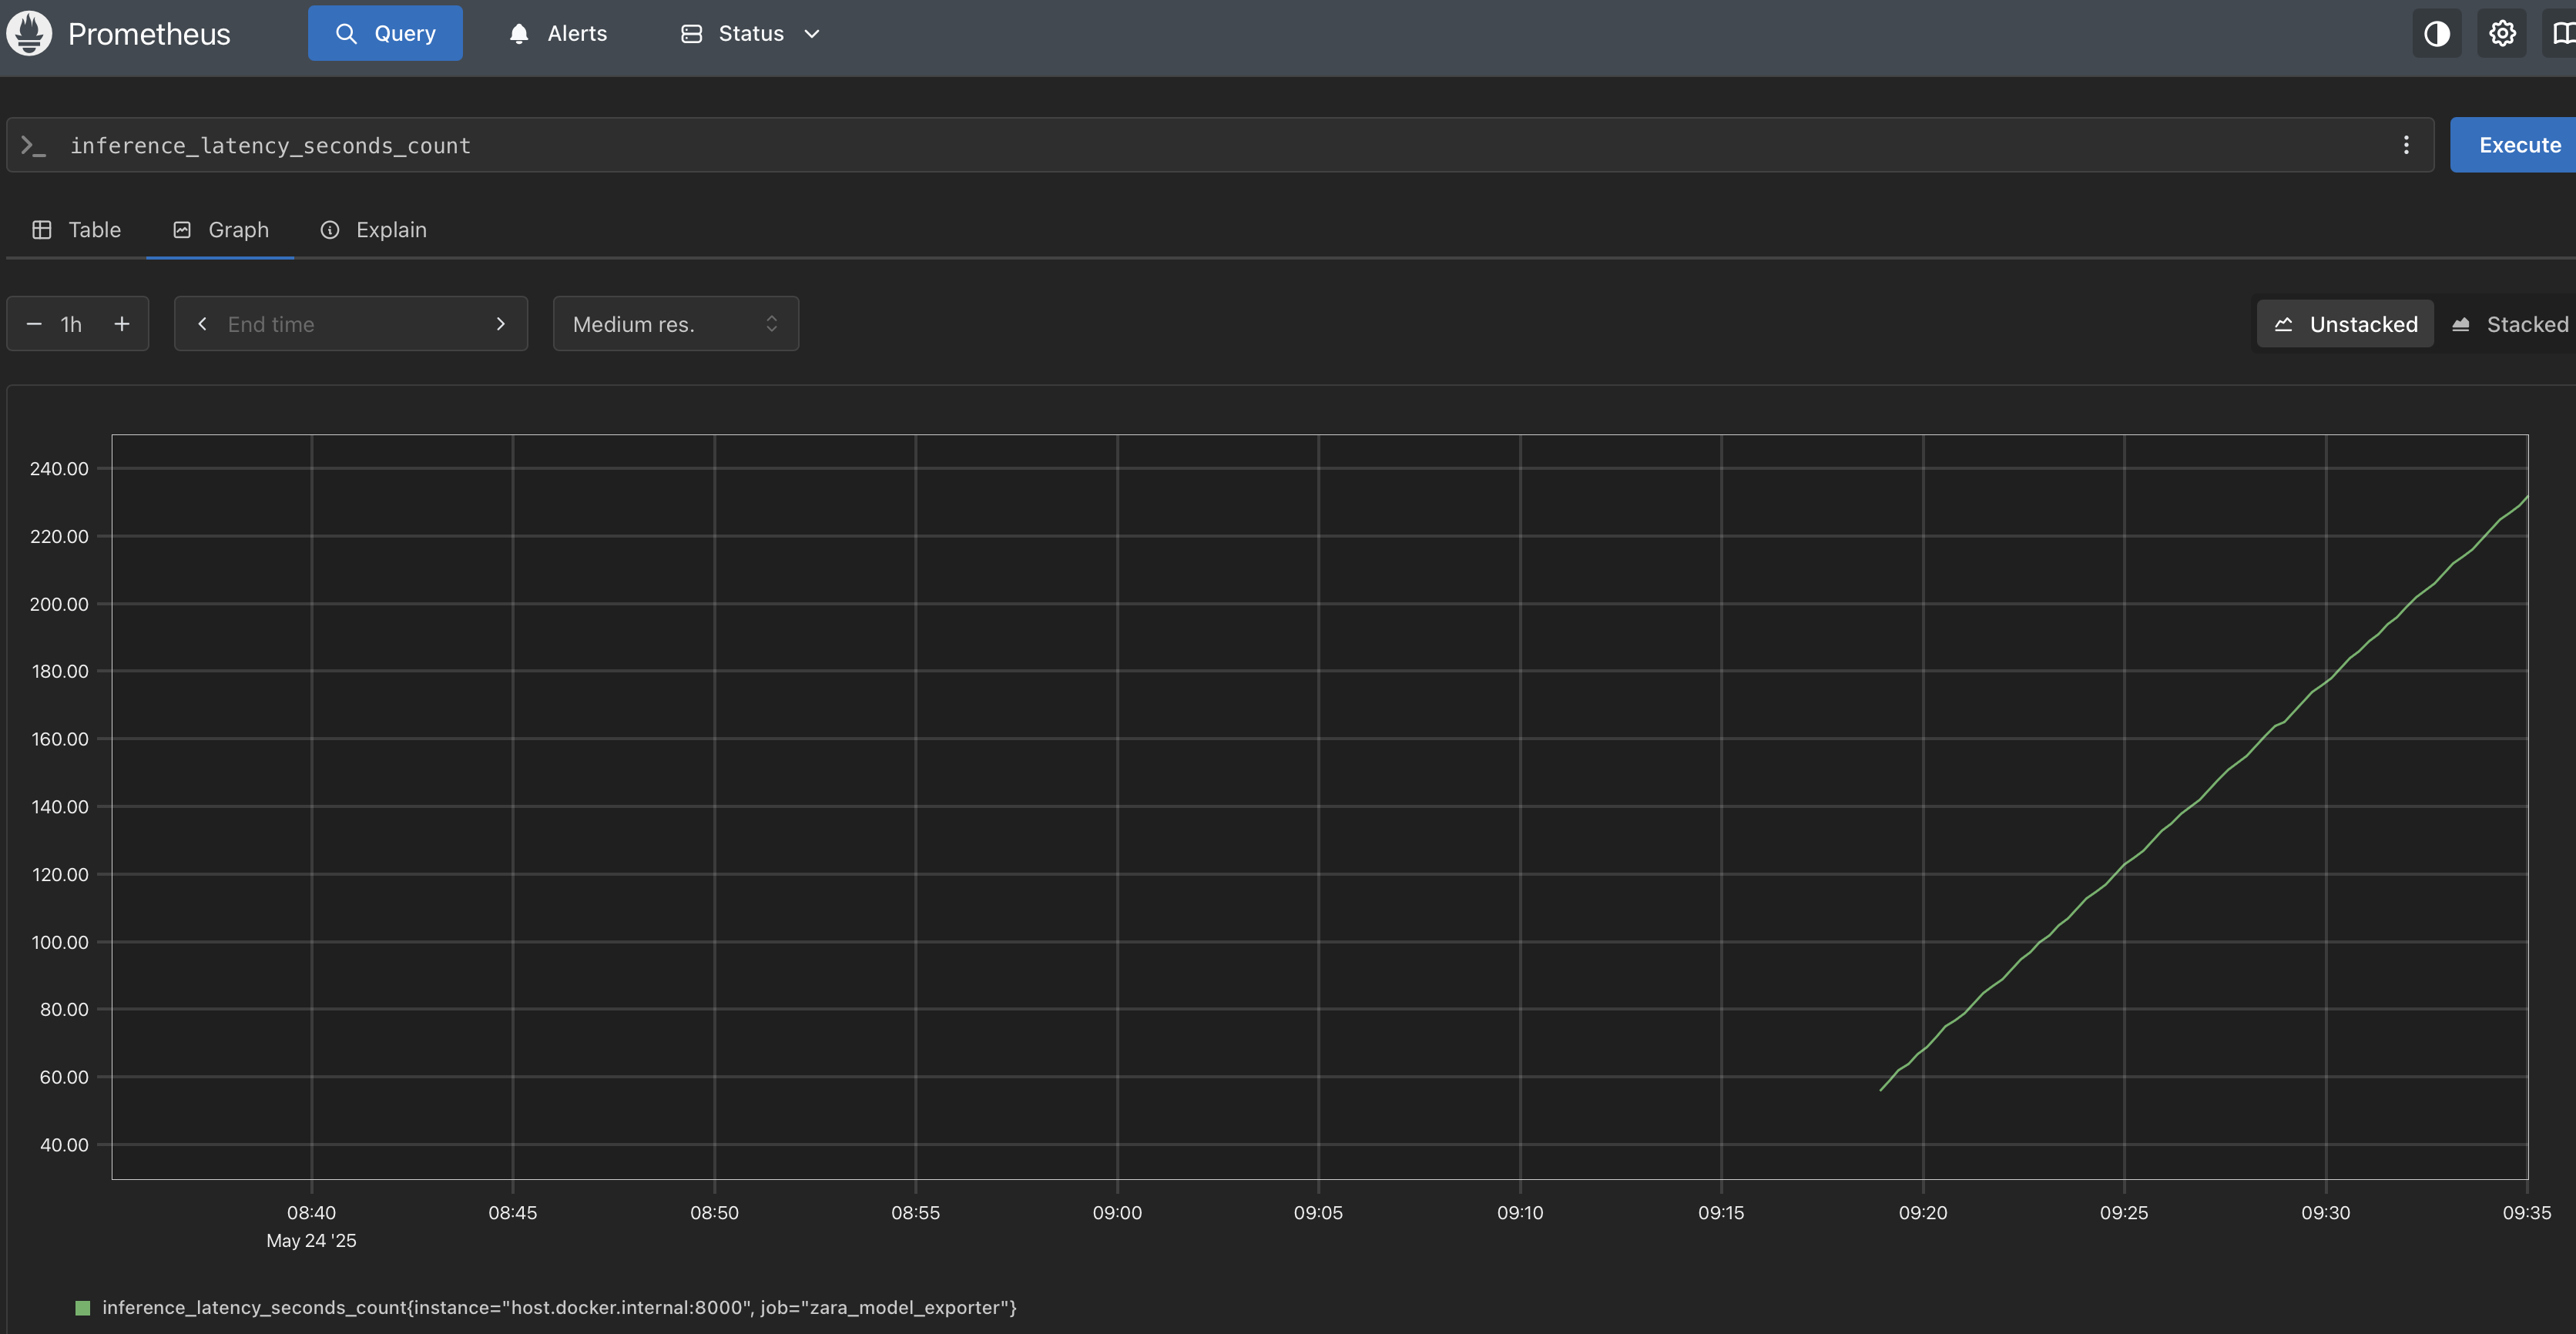 Prometheus Query Alerts Status
inference_latency_seconds_count Execute
Table Graph Explain
1h End time Medium res. Unstacked Stacked
240.00
220.00
200.00
180.00
160.00
140.00
120.00
100.00
80.00
60.00
40.00
08:40 08:45 08:50 08:55 09:00 09:05 09:10 09:15 09:20 09:25 09:30 09:35
May 24 '25
inference_latency_seconds_count{instance="host.docker.internal:8000", job="zara_model_exporter"}